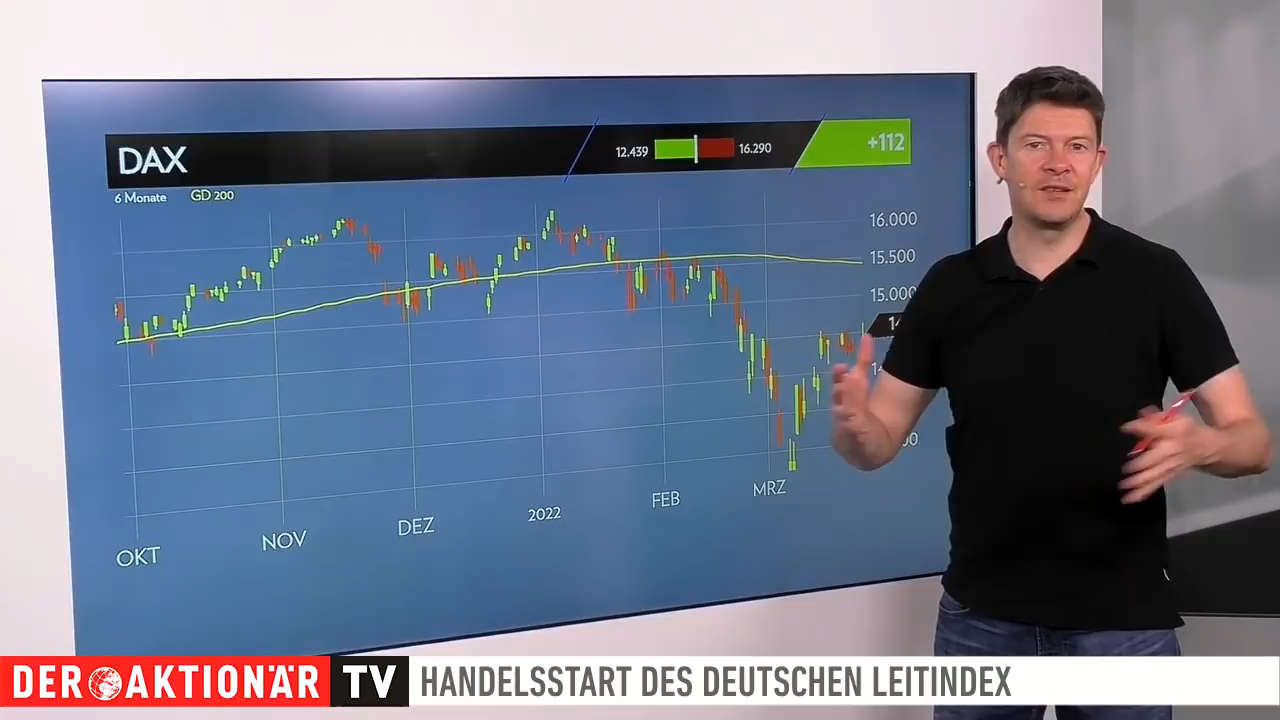 DAX
12.439
16.290
+112
6 Monate
GD 200
16.000
15.500
15.000
OKT
NOV
DEZ
2022
FEB
MRZ
DER AKTIONÄR TV
HANDELSSTART DES DEUTSCHEN LEITINDEX